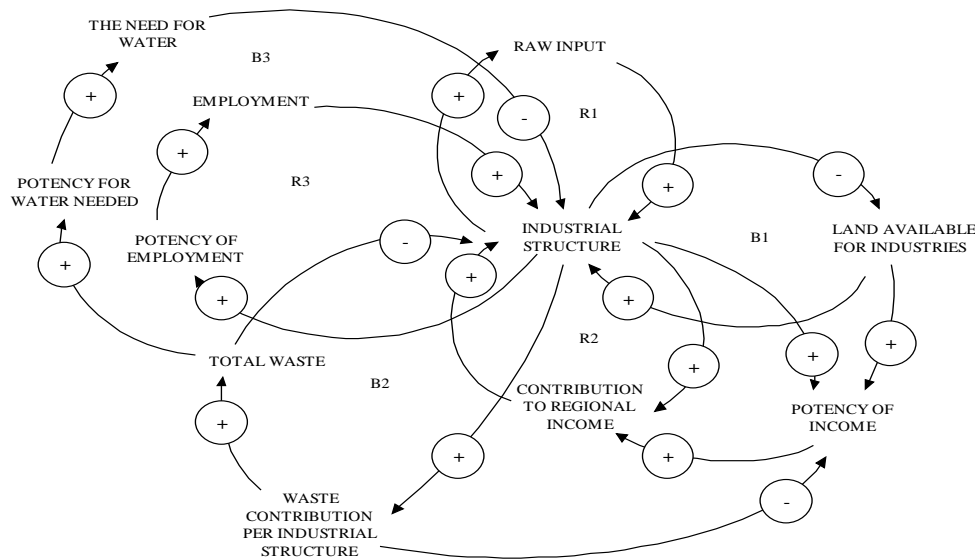 THE NEED FOR
WATER
B3
RAW INPUT
+
+
EMPLOYMENT
-
R1
+
+
R3
+
-
POTENCY FOR
WATER NEEDED
POTENCY OF
EMPLOYMENT
-
INDUSTRIAL
STRUCTURE
B1
LAND AVAILABLE
FOR INDUSTRIES
+
+
+
+
R2
+
+
TOTAL WASTE
B2
+
CONTRIBUTION
TO REGIONAL
INCOME
POTENCY OF
INCOME
+
+
+
WASTE
CONTRIBUTION
PER INDUSTRIAL
STRUCTURE
-